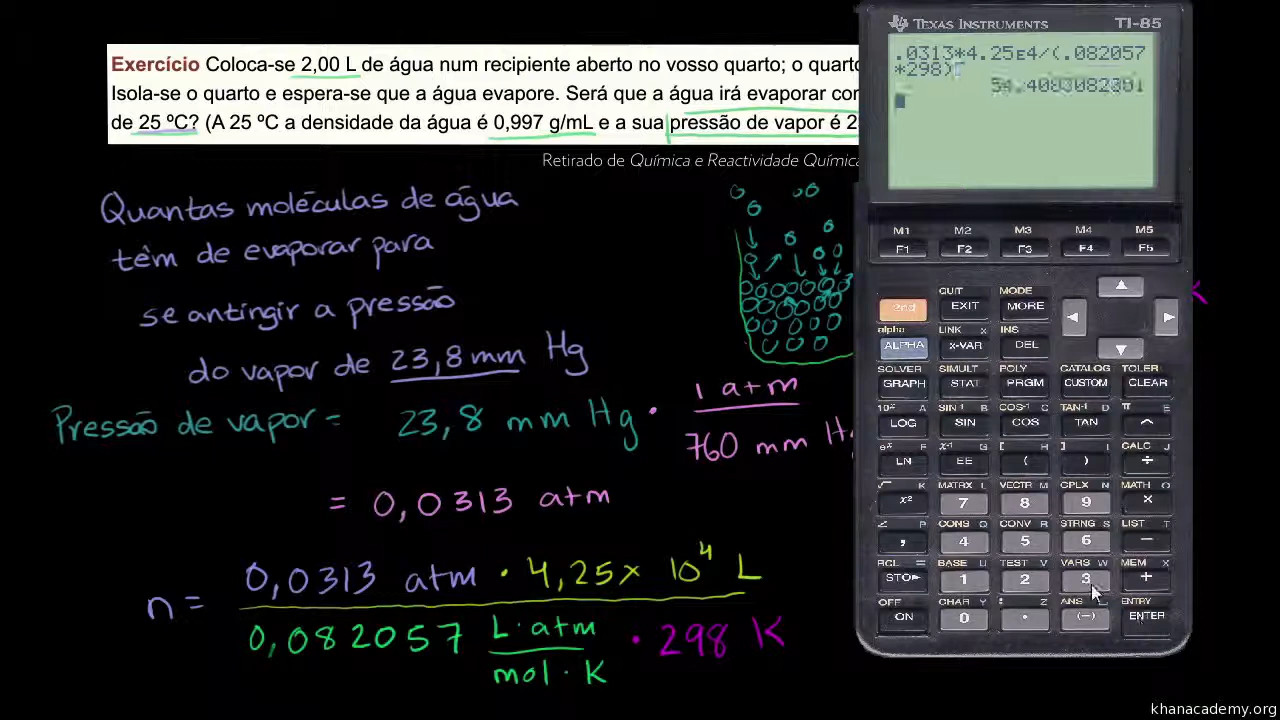 Exercício Coloca-se 2,00 L de água num recipiente aberto no vosso quarto; o quarto
Isola-se o quarto e espera-se que a água evapore. Será que a água irá evaporar
de 25 ºC? (A 25 ºC a densidade da água é 0,997 g/mL e a sua pressão de vapor é 2
Retirado de Química e Reactividade Química
Quantas moléculas de água
têm de evaporar para
se antingir a pressão
do vapor de 23,8 mm Hg
Pressão de vapor = 23,8 mm Hg · 1 atm
760 mm Hg
= 0,0313 atm
n = 0,0313 atm · 4,25 x 10⁴ L
0,082057 L·atm · 298 K
mol · K
TEXAS INSTRUMENTS TI-85
.0313*4.25E4/(.082057
*298)
M1 M2 M3 M4 M5
F1 F2 F3 F4 F5
QUIT MODE
2nd EXIT MORE
alpha LINK x INS
ALPHA x-VAR DEL
SOLVER SIMULT POLY CATALOG TOLER
GRAPH STAT PRGM CUSTOM CLEAR
10ˣ A SIN⁻¹ B COS⁻¹ C TAN⁻¹ D π E
LOG SIN COS TAN ^
eˣ F x⁻¹ G [ H ] I CALC J
LN EE ( ) ÷
√ K MATRX L VECTR M CPLX N MATH O
x² 7 8 9 ×
∠ P CONS Q CONV R STRNG S LIST T
, 4 5 6 −
RCL = BASE U TEST V VARS W MEM X
STO▸ 1 2 3 +
OFF CHAR Y : Z ANS ENTRY
ON 0 . (−) ENTER
khanacademy.org